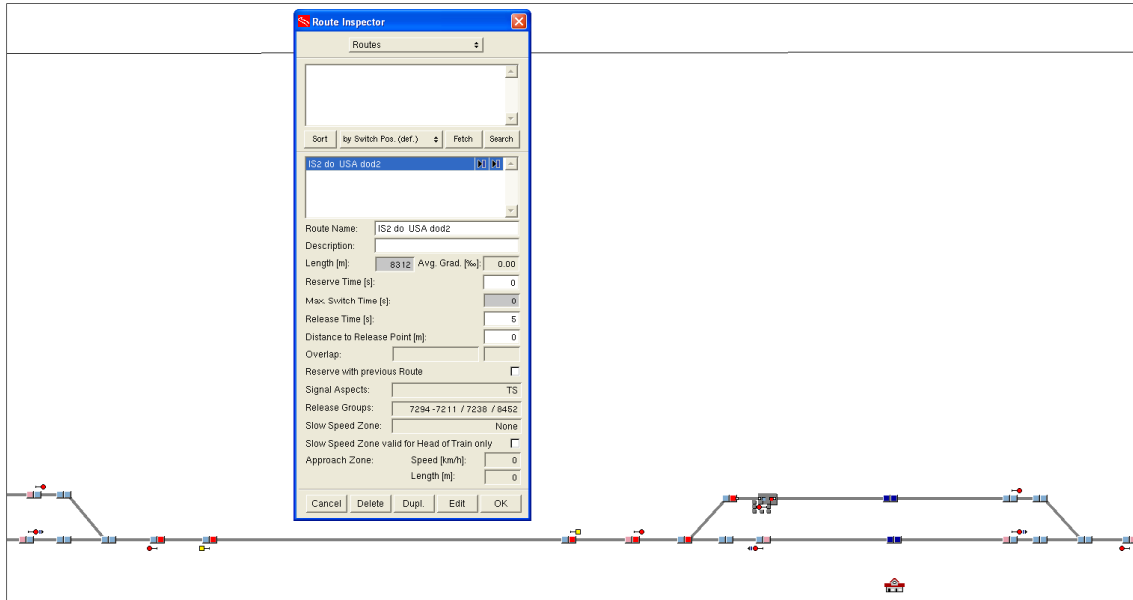 Route Inspector
Routes
Sort by Switch Pos. (def.) Fetch Search
IS2 do USA dod2
Route Name: IS2 do USA dod2
Description:
Length [m]: 8312 Avg. Grad. [‰]: 0.00
Reserve Time [s]: 0
Max. Switch Time [s]: 0
Release Time [s]: 5
Distance to Release Point [m]: 0
Overlap:
Reserve with previous Route
Signal Aspects: TS
Release Groups: 7294 -7211 / 7238 / 8452
Slow Speed Zone: None
Slow Speed Zone valid for Head of Train only
Approach Zone: Speed [km/h]: 0
Length [m]: 0
Cancel Delete Dupl. Edit OK